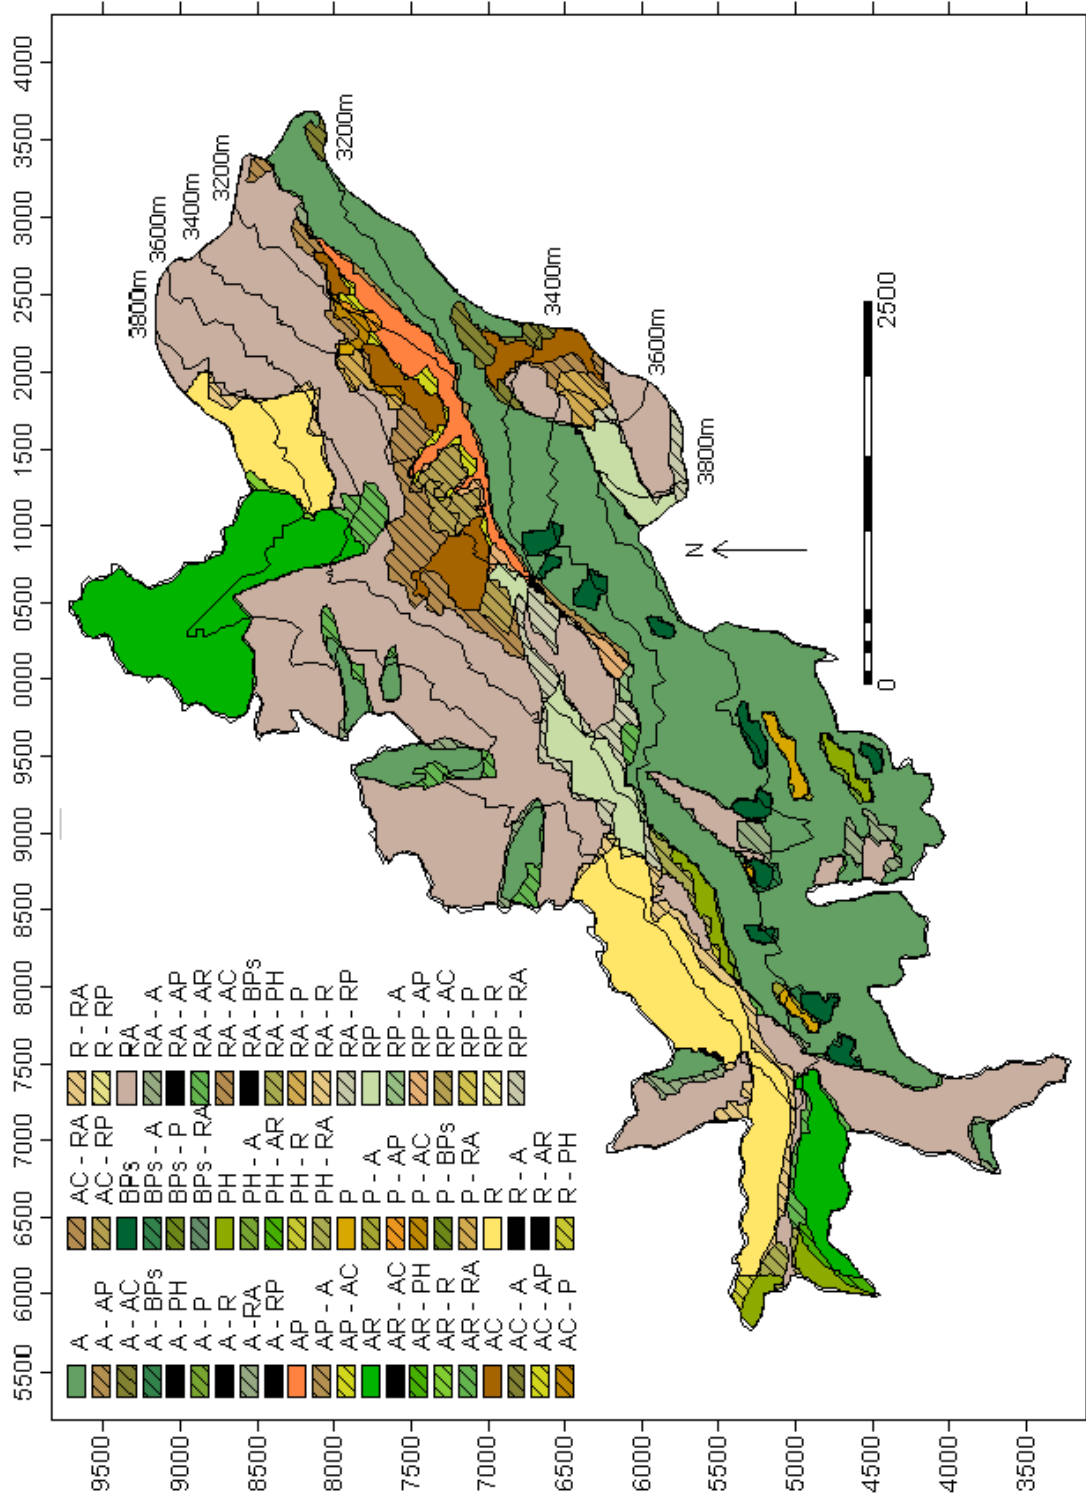 5500 6000 6500 7000 7500 8000 8500 9000 9500 0000 0500 1000 1500 2000 2500 3000 3500 4000
9500
9000
8500
8000
7500
7000
6500
6000
5500
5000
4500
4000
3500
3800m
3600m
3400m
3200m
3200m
3400m
3600m
3800m
N
0
2500
A
A - AP
A - AC
A - BPs
A - PH
A - P
A - R
A -RA
A - RP
AP
AP - A
AP - AC
AR
AR - AC
AR - PH
AR - R
AR - RA
AC
AC - A
AC - AP
AC - P
AC - RA
AC - RP
BPs
BPs - A
BPs - P
BPs - RA
PH
PH - A
PH - AR
PH - R
PH - RA
P
P - A
P - AP
P - AC
P - BPs
P - RA
R
R - A
R - AR
R - PH
R - RA
R - RP
RA
RA - A
RA - AP
RA - AR
RA - AC
RA - BPs
RA - PH
RA - P
RA - R
RA - RP
RP
RP - A
RP - AP
RP - AC
RP - P
RP - R
RP - RA